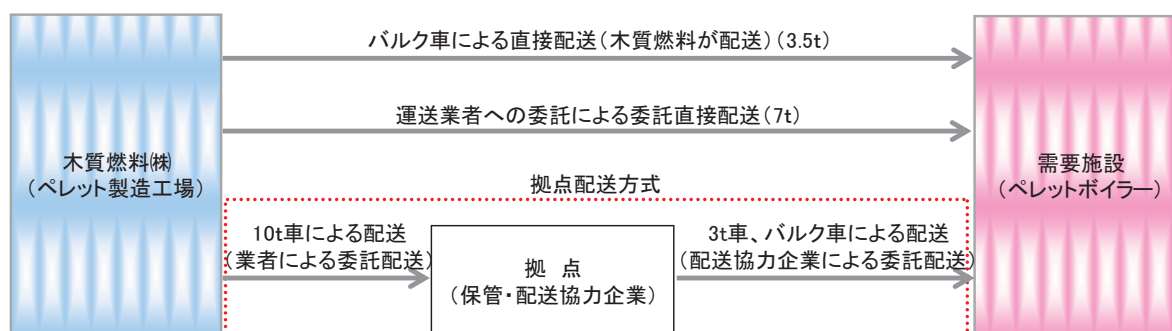 バルク車による直接配送（木質燃料が配送）（3.5t）
運送業者への委託による委託直接配送（7t）
木質燃料㈱
（ペレット製造工場）
需要施設
（ペレットボイラー）
拠点配送方式
10t車による配送
（業者による委託配送）
拠　点
（保管・配送協力企業）
3t車、バルク車による配送
（配送協力企業による委託配送）